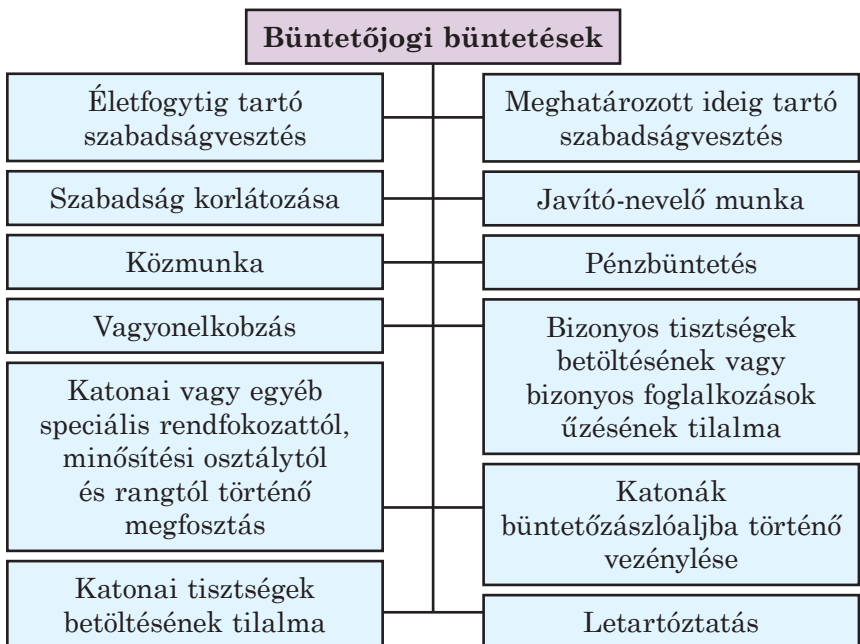 Büntetőjogi büntetések
Életfogytig tartó
szabadságvesztés
Meghatározott ideig tartó
szabadságvesztés
Szabadság korlátozása
Javító-nevelő munka
Közmunka
Pénzbüntetés
Vagyonelkobzás
Bizonyos tisztségek
betöltésének vagy
bizonyos foglalkozások
űzésének tilalma
Katonai vagy egyéb
speciális rendfokozattól,
minősítési osztálytól
és rangtól történő
megfosztás
Katonák
büntetőzászlóaljba történő
vezénylése
Katonai tisztségek
betöltésének tilalma
Letartóztatás